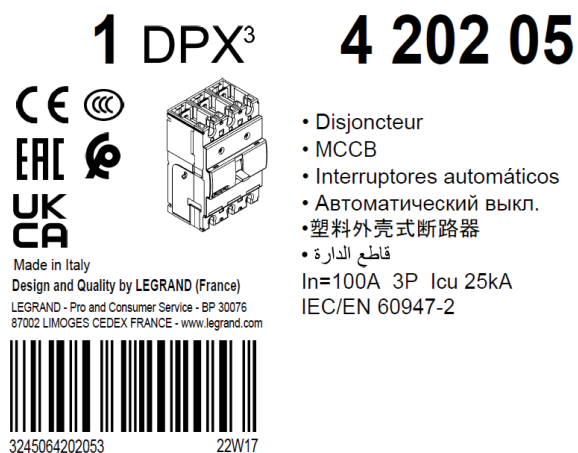 1 DPX³ 4 202 05
CE CCC
EAC
UK
CA
Made in Italy
Design and Quality by LEGRAND (France)
LEGRAND - Pro and Consumer Service - BP 30076
87002 LIMOGES CEDEX FRANCE - www.legrand.com
3245064202053 22W17
• Disjoncteur
• MCCB
• Interruptores automáticos
• Автоматический выкл.
•塑料外壳式断路器
• قاطع الدارة
In=100A 3P Icu 25kA
IEC/EN 60947-2